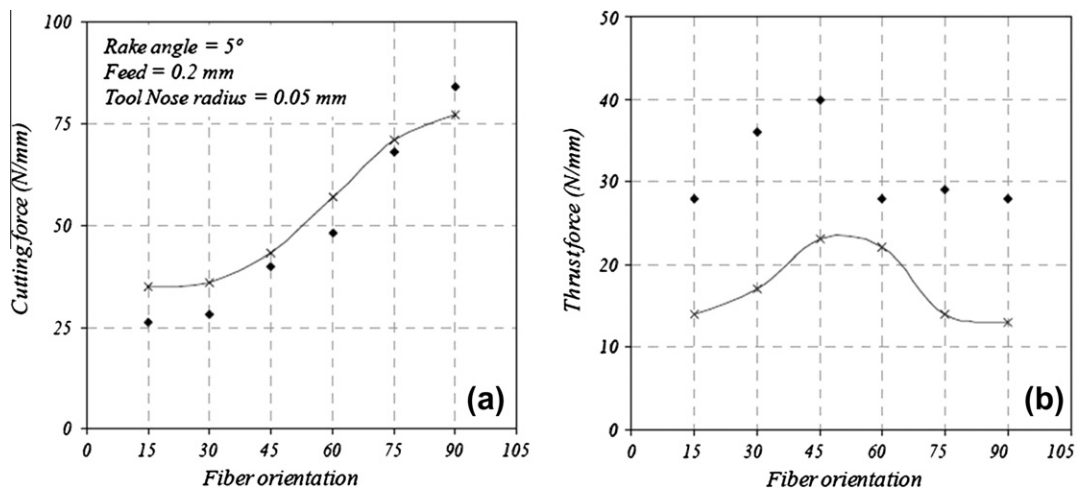 100
75
50
25
0
Cutting force (N/mm)
Rake angle = 5º
Feed = 0.2 mm
Tool Nose radius = 0.05 mm
(a)
0 15 30 45 60 75 90 105
Fiber orientation
50
40
30
20
10
0
Thrust force (N/mm)
(b)
0 15 30 45 60 75 90 105
Fiber orientation